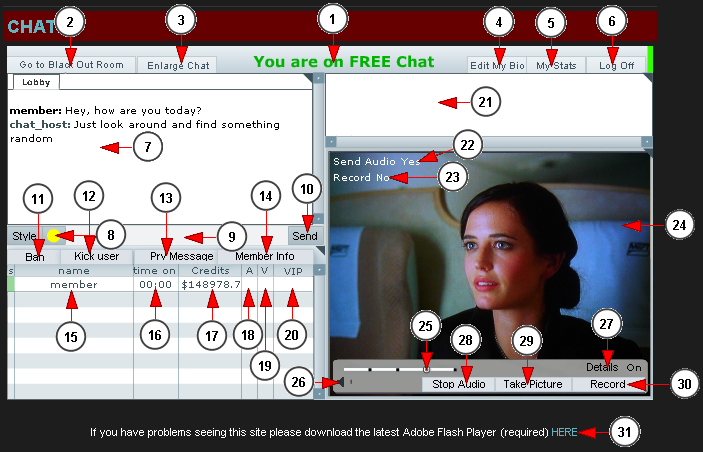 CHAT
2
3
1
4
5
6
Go to Black Out Room
Enlarge Chat
You are on FREE Chat
Edit My Bio
My Stats
Log Off
Lobby
member: Hey, how are you today?
chat_host: Just look around and find something
random
7
21
Send Audio Yes
22
Record No
23
24
11
12
13
14
10
Style
8
9
Send
Ban
Kick user
Prv Message
Member Info
s name time on Credits A V VIP
member 00:00 $148978.7
15
16
17
18
19
20
25
28
29
27
Details On
26
Stop Audio
Take Picture
Record
30
If you have problems seeing this site please download the latest Adobe Flash Player (required) HERE
31